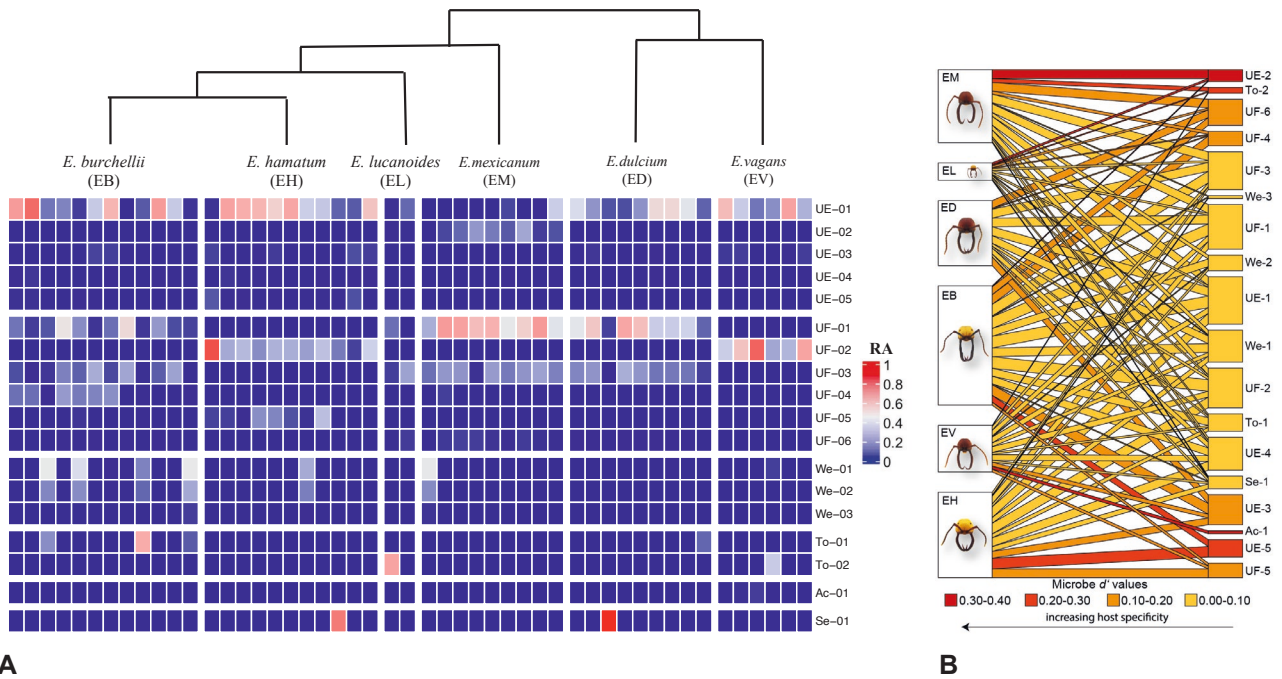 E. burchellii
(EB)
E. hamatum
(EH)
E. lucanoides
(EL)
E.mexicanum
(EM)
E.dulcium
(ED)
E.vagans
(EV)
UE-01
UE-02
UE-03
UE-04
UE-05
UF-01
UF-02
UF-03
UF-04
UF-05
UF-06
We-01
We-02
We-03
To-01
To-02
Ac-01
Se-01
RA
1
0.8
0.6
0.4
0.2
0
A
EM
EL
ED
EB
EV
EH
UE-2
To-2
UF-6
UF-4
UF-3
We-3
UF-1
We-2
UE-1
We-1
UF-2
To-1
UE-4
Se-1
UE-3
Ac-1
UE-5
UF-5
Microbe d' values
0.30-0.40 0.20-0.30 0.10-0.20 0.00-0.10
increasing host specificity
B